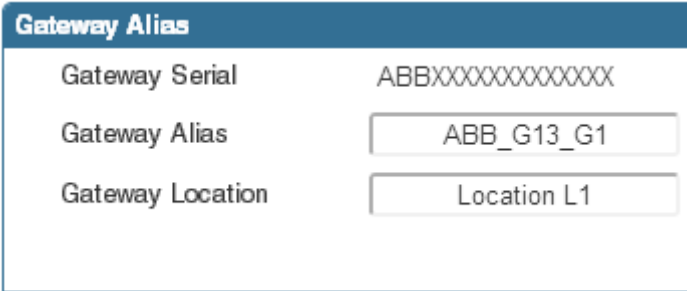 Gateway Alias
Gateway Serial ABBXXXXXXXXXXXXX
Gateway Alias ABB_G13_G1
Gateway Location Location L1